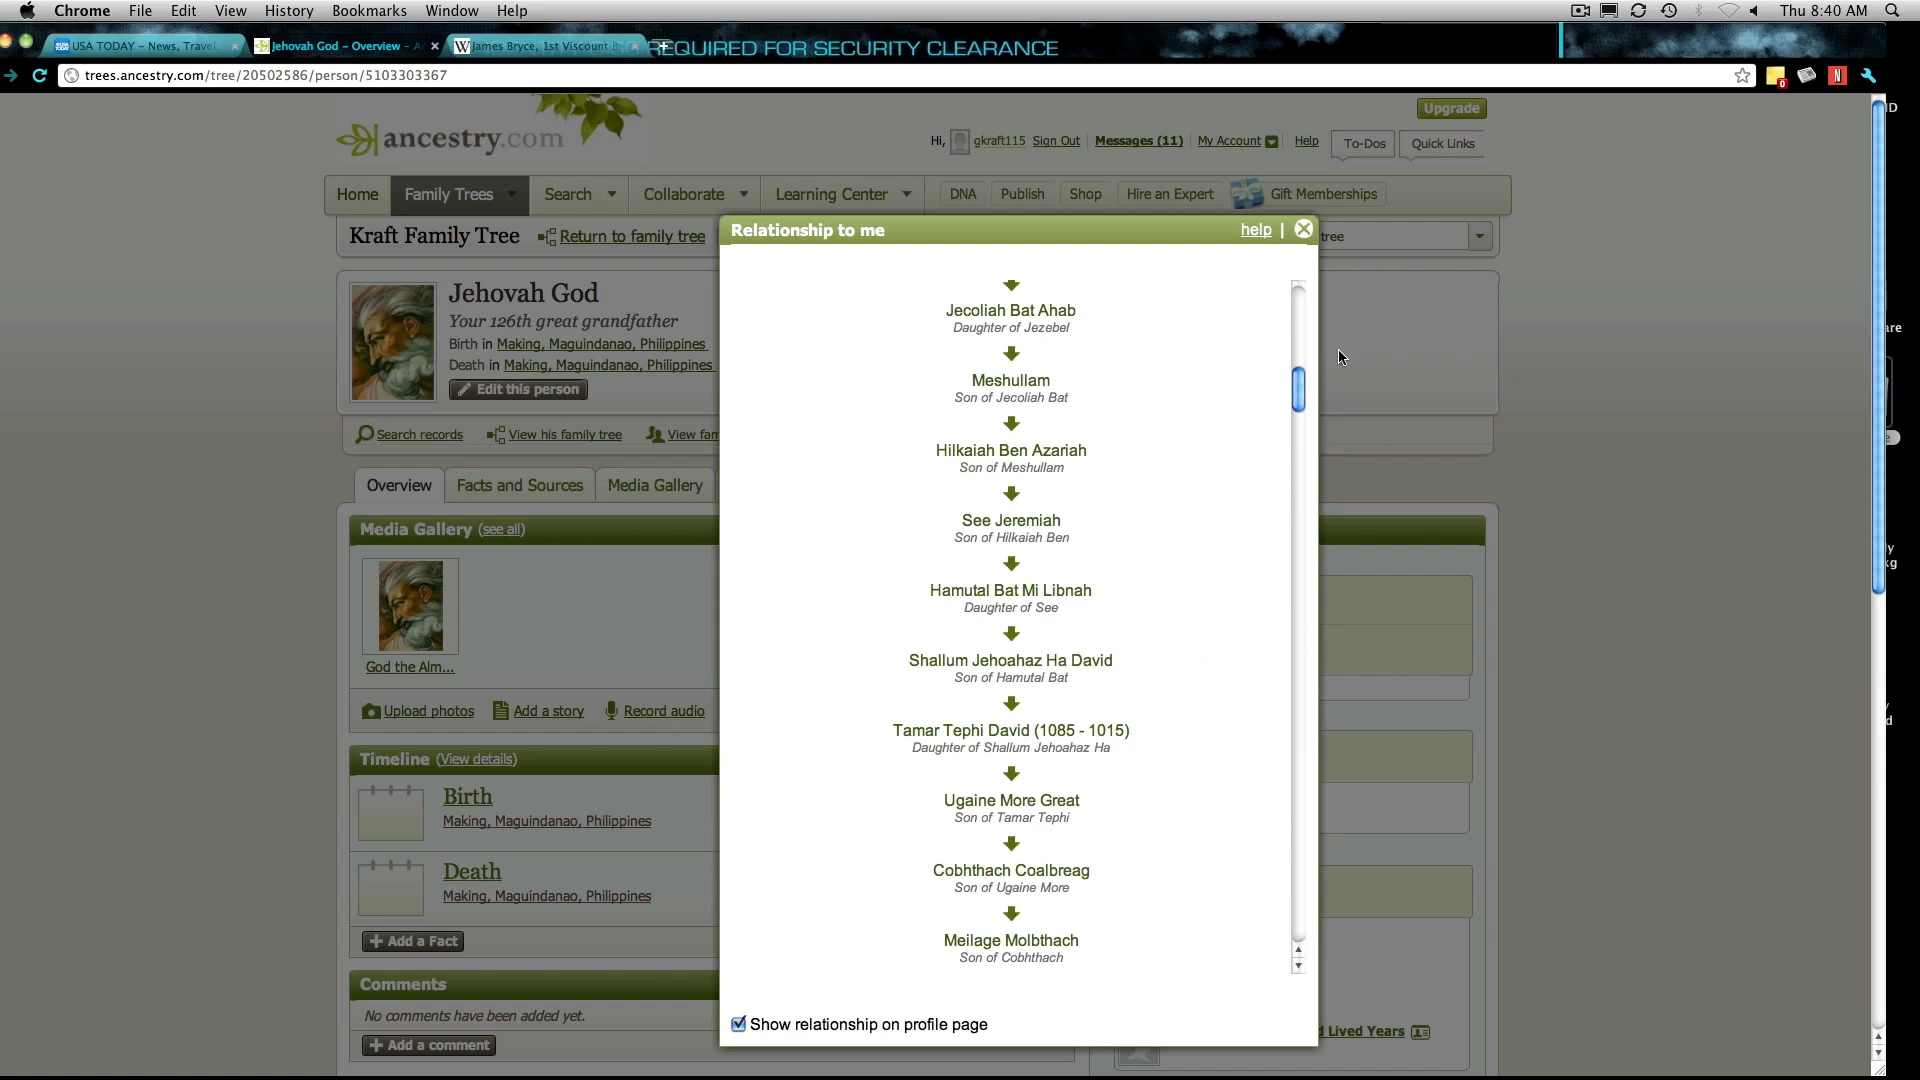 Chrome File Edit View History Bookmarks Window Help Thu 8:40 AM
USA TODAY – News, Travel
Jehovah God – Overview – A
W James Bryce, 1st Viscount
REQUIRED FOR SECURITY CLEARANCE
trees.ancestry.com/tree/20502586/person/5103303367
0
N
ID
Upgrade
ancestry.com
Hi, gkraft115 Sign Out Messages (11) My Account Help To-Dos Quick Links
Home Family Trees Search Collaborate Learning Center DNA Publish Shop Hire an Expert Gift Memberships
Kraft Family Tree Return to family tree
tree
Jehovah God
Your 126th great grandfather
Birth in Making, Maguindanao, Philippines
Death in Making, Maguindanao, Philippines
Edit this person
Search records View his family tree View fam
Overview Facts and Sources Media Gallery
Media Gallery (see all)
God the Alm...
Upload photos Add a story Record audio
Timeline (View details)
Birth
Making, Maguindanao, Philippines
Death
Making, Maguindanao, Philippines
+ Add a Fact
Comments
No comments have been added yet.
+ Add a comment
Relationship to me help |
Jecoliah Bat Ahab
Daughter of Jezebel
Meshullam
Son of Jecoliah Bat
Hilkaiah Ben Azariah
Son of Meshullam
See Jeremiah
Son of Hilkaiah Ben
Hamutal Bat Mi Libnah
Daughter of See
Shallum Jehoahaz Ha David
Son of Hamutal Bat
Tamar Tephi David (1085 - 1015)
Daughter of Shallum Jehoahaz Ha
Ugaine More Great
Son of Tamar Tephi
Cobhthach Coalbreag
Son of Ugaine More
Meilage Molbthach
Son of Cobhthach
Show relationship on profile page
d Lived Years
are
y
kg
d